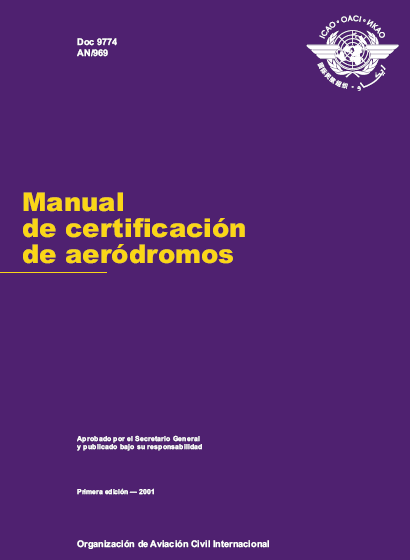 Doc 9774
AN/969
ICAO • OACI • ИКАО
国际民航组织 • إيكاو
Manual
de certificación
de aeródromos
Aprobado por el Secretario General
y publicado bajo su responsabilidad
Primera edición — 2001
Organización de Aviación Civil Internacional